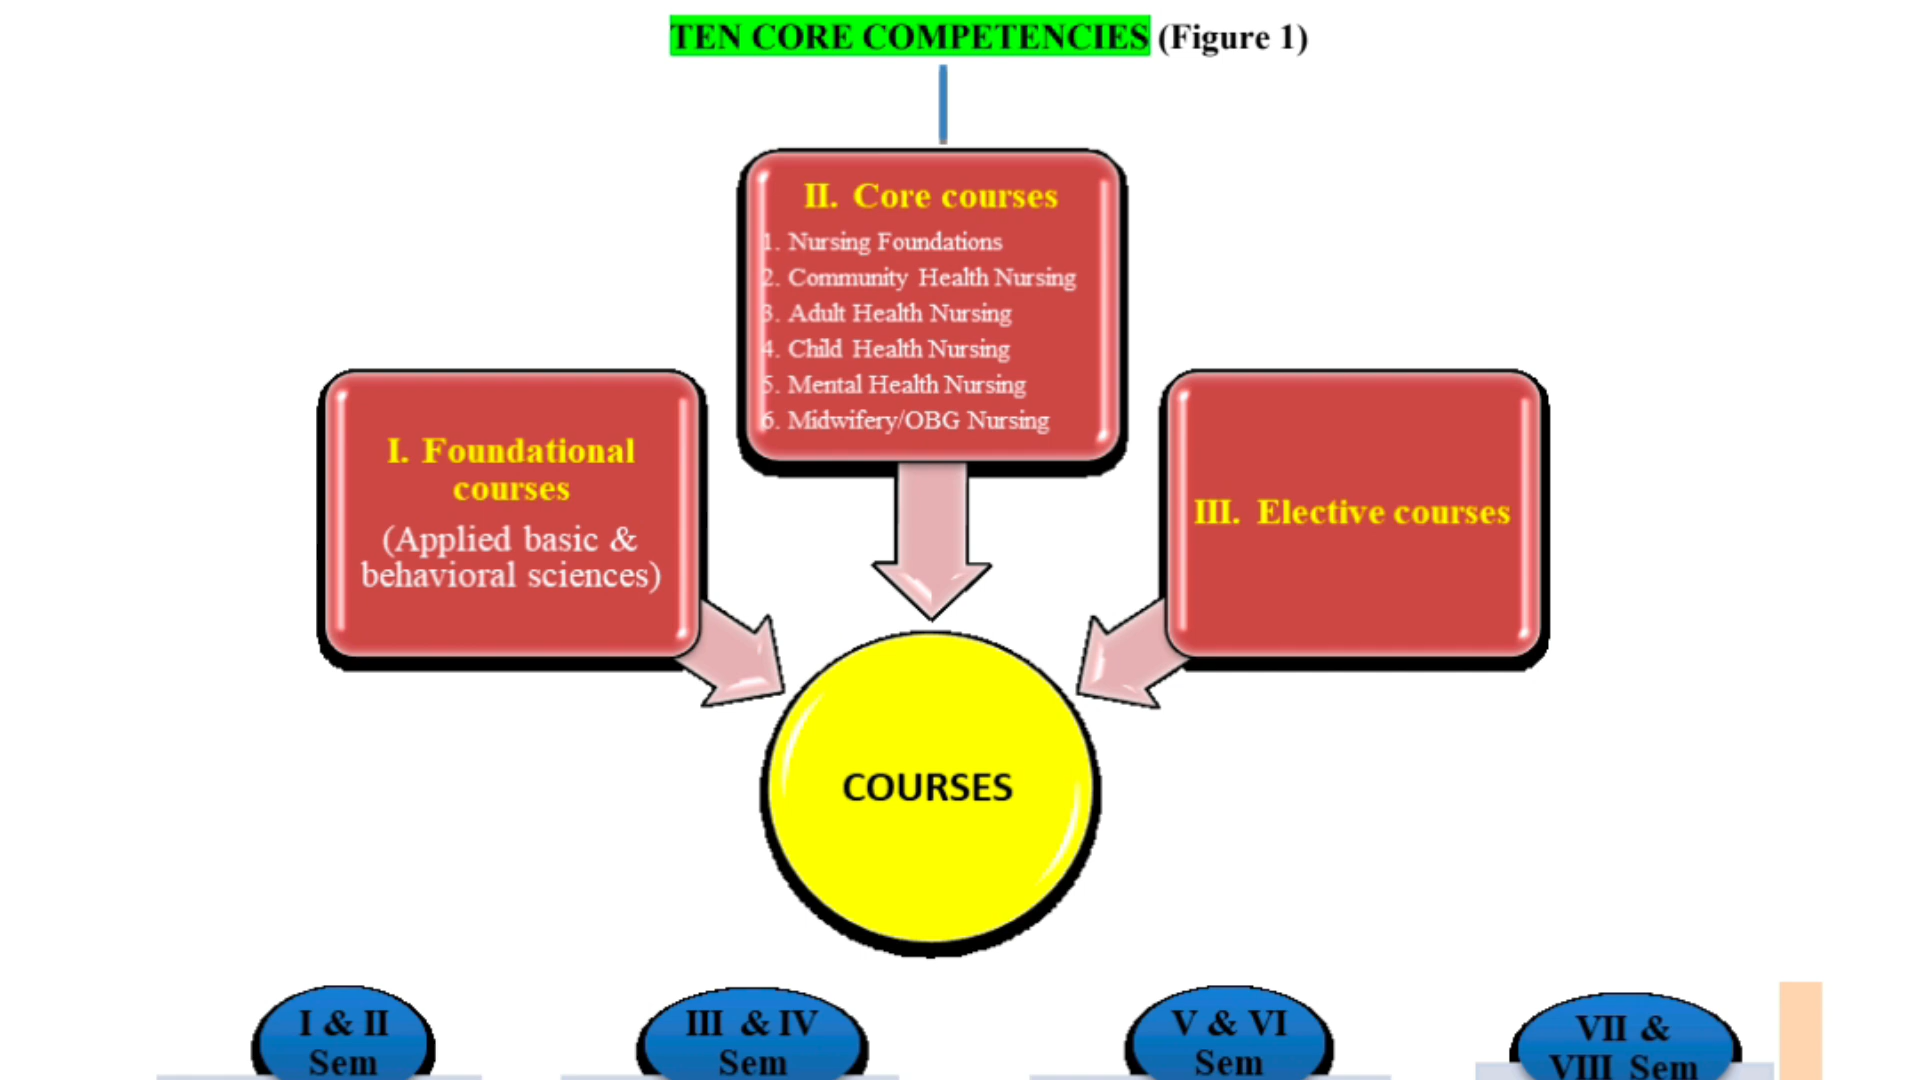 TEN CORE COMPETENCIES (Figure 1)
II. Core courses
1. Nursing Foundations
2. Community Health Nursing
3. Adult Health Nursing
4. Child Health Nursing
5. Mental Health Nursing
6. Midwifery/OBG Nursing
I. Foundational
courses
(Applied basic &
behavioral sciences)
III. Elective courses
COURSES
I & II
Sem
III & IV
Sem
V & VI
Sem
VII &
VIII Sem